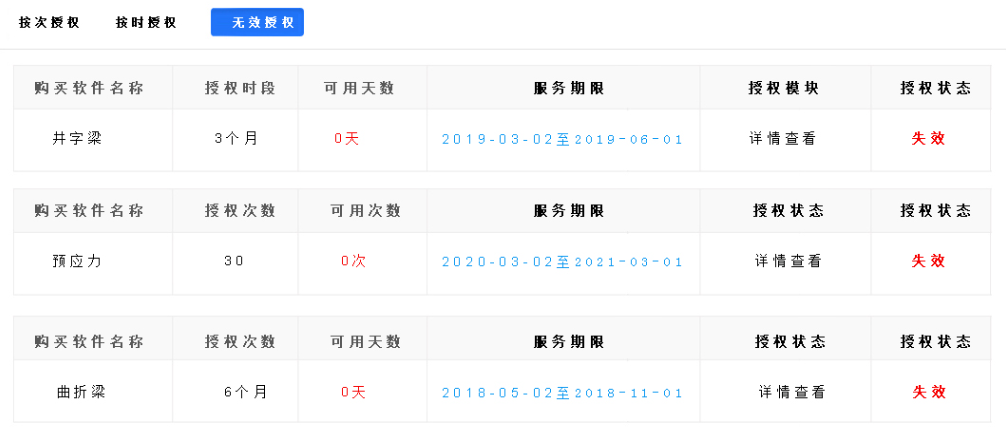 按次授权 按时授权 无效授权
购买软件名称 授权时段 可用天数 服务期限 授权模块 授权状态
井字梁 3个月 0天 2019-03-02至2019-06-01 详情查看 失效
购买软件名称 授权次数 可用次数 服务期限 授权状态 授权状态
预应力 30 0次 2020-03-02至2021-03-01 详情查看 失效
购买软件名称 授权次数 可用天数 服务期限 授权状态 授权状态
曲折梁 6个月 0天 2018-05-02至2018-11-01 详情查看 失效